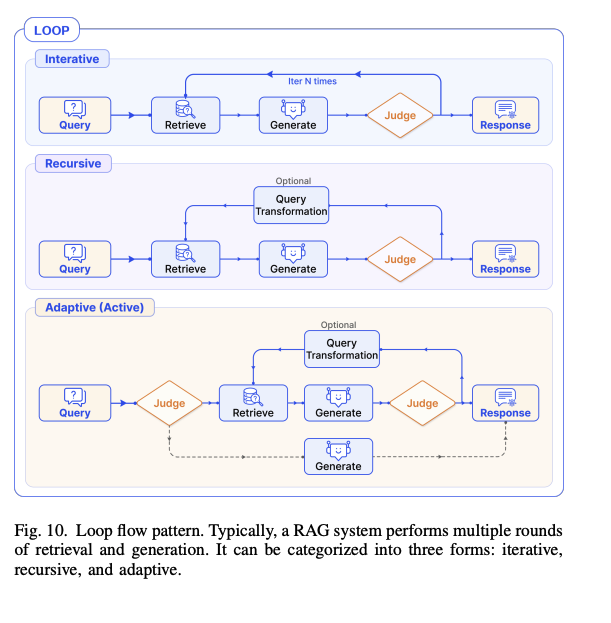 LOOP
Interative
Iter N times
Query
Retrieve
Generate
Judge
Response
Recursive
Optional
Query
Transformation
Query
Retrieve
Generate
Judge
Response
Adaptive (Active)
Optional
Query
Transformation
Query
Judge
Retrieve
Generate
Judge
Response
Generate
Fig. 10. Loop flow pattern. Typically, a RAG system performs multiple rounds
of retrieval and generation. It can be categorized into three forms: iterative,
recursive, and adaptive.